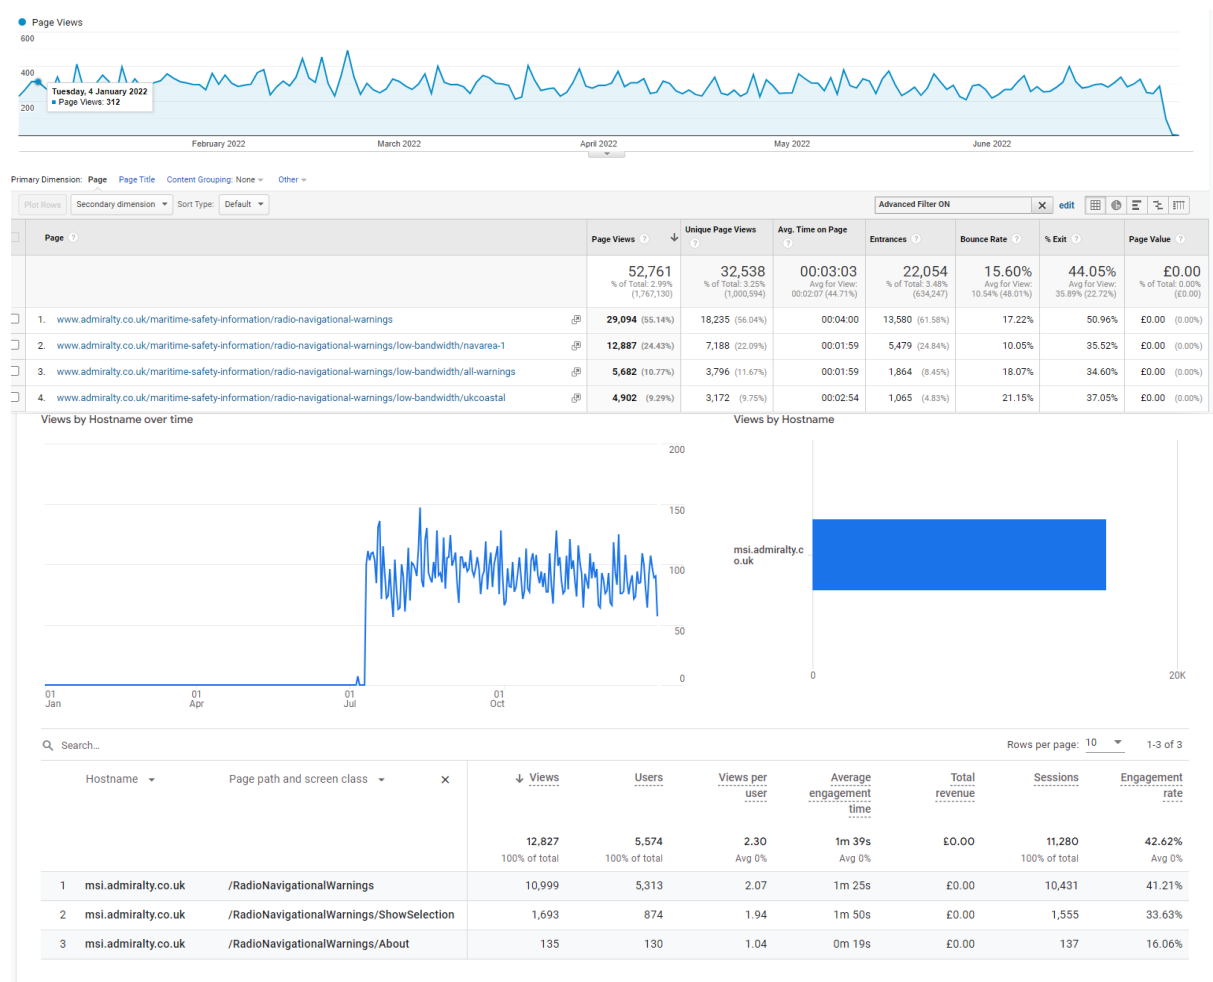 Page Views
600
400
200
Tuesday, 4 January 2022
Page Views: 312
February 2022 March 2022 April 2022 May 2022 June 2022
Primary Dimension: Page Page Title Content Grouping: None Other
Plot Rows Secondary dimension Sort Type: Default Advanced Filter ON edit
Page Page Views Unique Page Views Avg. Time on Page Entrances Bounce Rate % Exit Page Value
52,761 32,538 00:03:03 22,054 15.60% 44.05% £0.00
% of Total: 2.99% % of Total: 3.25% Avg for View: % of Total: 3.48% Avg for View: Avg for View: % of Total: 0.00%
(1,767,130) (1,000,594) 00:02:07 (44.71%) (634,247) 10.54% (48.01%) 35.89% (22.72%) (£0.00)
1. www.admiralty.co.uk/maritime-safety-information/radio-navigational-warnings 29,094 (55.14%) 18,235 (56.04%) 00:04:00 13,580 (61.58%) 17.22% 50.96% £0.00 (0.00%)
2. www.admiralty.co.uk/maritime-safety-information/radio-navigational-warnings/low-bandwidth/navarea-1 12,887 (24.43%) 7,188 (22.09%) 00:01:59 5,479 (24.84%) 10.05% 35.52% £0.00 (0.00%)
3. www.admiralty.co.uk/maritime-safety-information/radio-navigational-warnings/low-bandwidth/all-warnings 5,682 (10.77%) 3,796 (11.67%) 00:01:59 1,864 (8.45%) 18.07% 34.60% £0.00 (0.00%)
4. www.admiralty.co.uk/maritime-safety-information/radio-navigational-warnings/low-bandwidth/ukcoastal 4,902 (9.29%) 3,172 (9.75%) 00:02:54 1,065 (4.83%) 21.15% 37.05% £0.00 (0.00%)
Views by Hostname over time
200
150
100
50
0
01 01 01 01
Jan Apr Jul Oct
Views by Hostname
msi.admiralty.c
o.uk
0 20K
Search... Rows per page: 10 1-3 of 3
Hostname Page path and screen class Views Users Views per Average Total Sessions Engagement
user engagement revenue rate
time
12,827 5,574 2.30 1m 39s £0.00 11,280 42.62%
100% of total 100% of total Avg 0% Avg 0% 100% of total Avg 0%
1 msi.admiralty.co.uk /RadioNavigationalWarnings 10,999 5,313 2.07 1m 25s £0.00 10,431 41.21%
2 msi.admiralty.co.uk /RadioNavigationalWarnings/ShowSelection 1,693 874 1.94 1m 50s £0.00 1,555 33.63%
3 msi.admiralty.co.uk /RadioNavigationalWarnings/About 135 130 1.04 0m 19s £0.00 137 16.06%